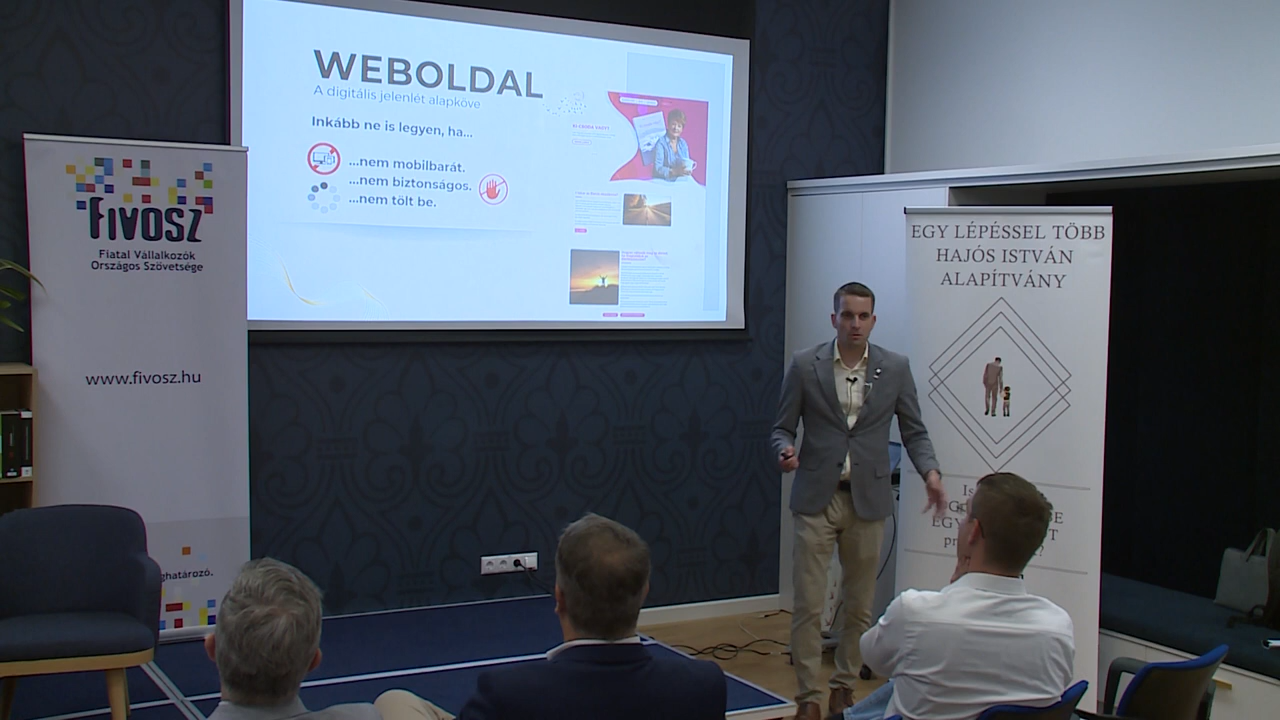 WEBOLDAL
A digitális jelenlét alapköve
Inkább ne is legyen, ha...
...nem mobilbarát.
...nem biztonságos.
...nem tölt be.
fivosz
Fiatal Vállalkozók
Országos Szövetsége
www.fivosz.hu
EGY LÉPÉSSEL TÖBB
HAJÓS ISTVÁN
ALAPÍTVÁNY